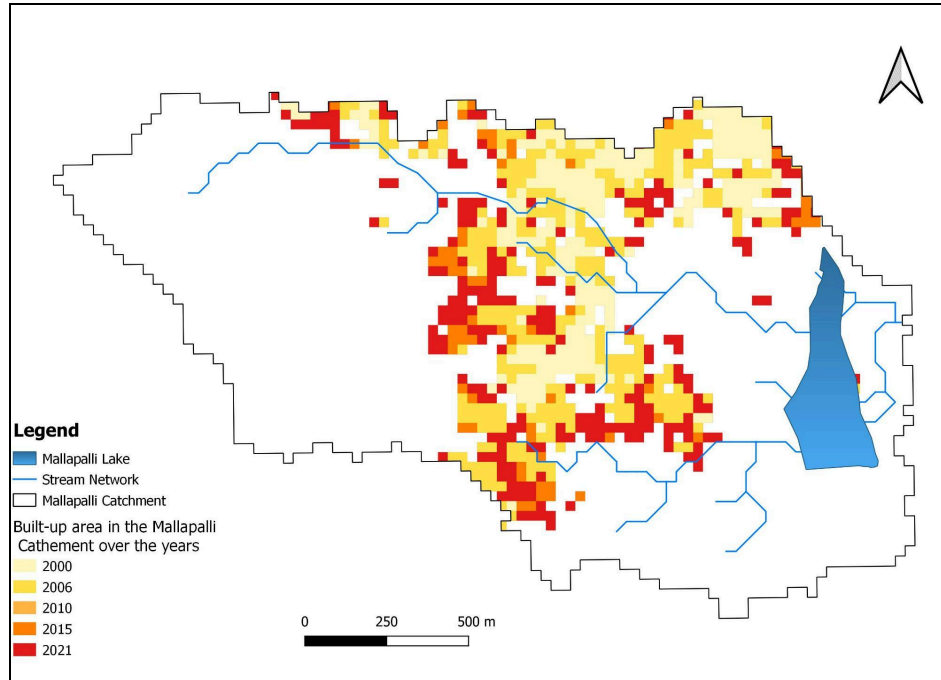 0 250 500 m
Legend
Mallapalli Lake
Stream Network
Mallapalli Catchment
Built-up area in the Mallapalli
Cathement over the years
2000
2006
2010
2015
2021